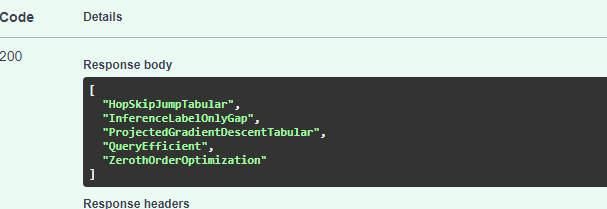 Code Details
200
Response body
[
"HopSkipJumpTabular",
"InferenceLabelOnlyGap",
"ProjectedGradientDescentTabular",
"QueryEfficient",
"ZerothOrderOptimization"
]
Response headers